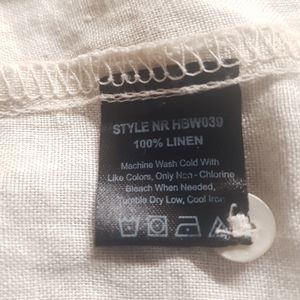 STYLE NR HBW039
100% LINEN
Machine Wash Cold With
Like Colors, Only Non - Chlorine
Bleach When Needed,
Tumble Dry Low, Cool Iron